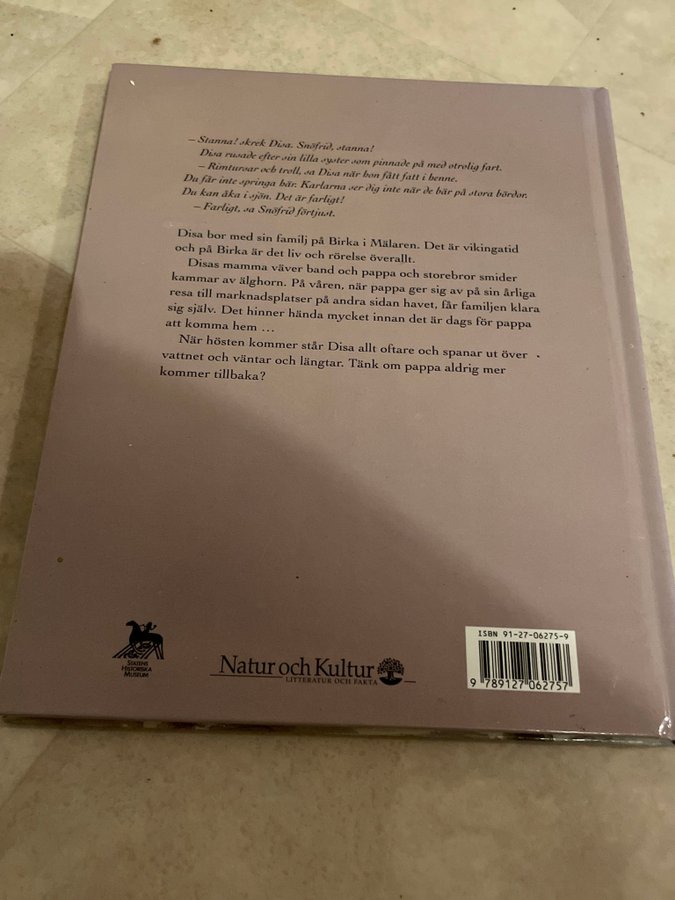 – Stanna! skrek Disa. Snöfrid, stanna!
Disa rusade efter sin lilla syster som pinnade på med otrolig fart.
– Rimtursar och troll, sa Disa när hon fått fatt i henne.
Du får inte springa här. Karlarna ser dig inte när de bär på stora bördor.
Du kan åka i sjön. Det är farligt!
– Farligt, sa Snöfrid förtjust.
Disa bor med sin familj på Birka i Mälaren. Det är vikingatid
och på Birka är det liv och rörelse överallt.
Disas mamma väver band och pappa och storebror smider
kammar av älghorn. På våren, när pappa ger sig av på sin årliga
resa till marknadsplatser på andra sidan havet, får familjen klara
sig själv. Det hinner hända mycket innan det är dags för pappa
att komma hem ...
När hösten kommer står Disa allt oftare och spanar ut över
vattnet och väntar och längtar. Tänk om pappa aldrig mer
kommer tillbaka?
STATENS
HISTORISKA
MUSEUM
Natur och Kultur
LITTERATUR OCH FAKTA
ISBN 91-27-06275-9
9 789127 062757